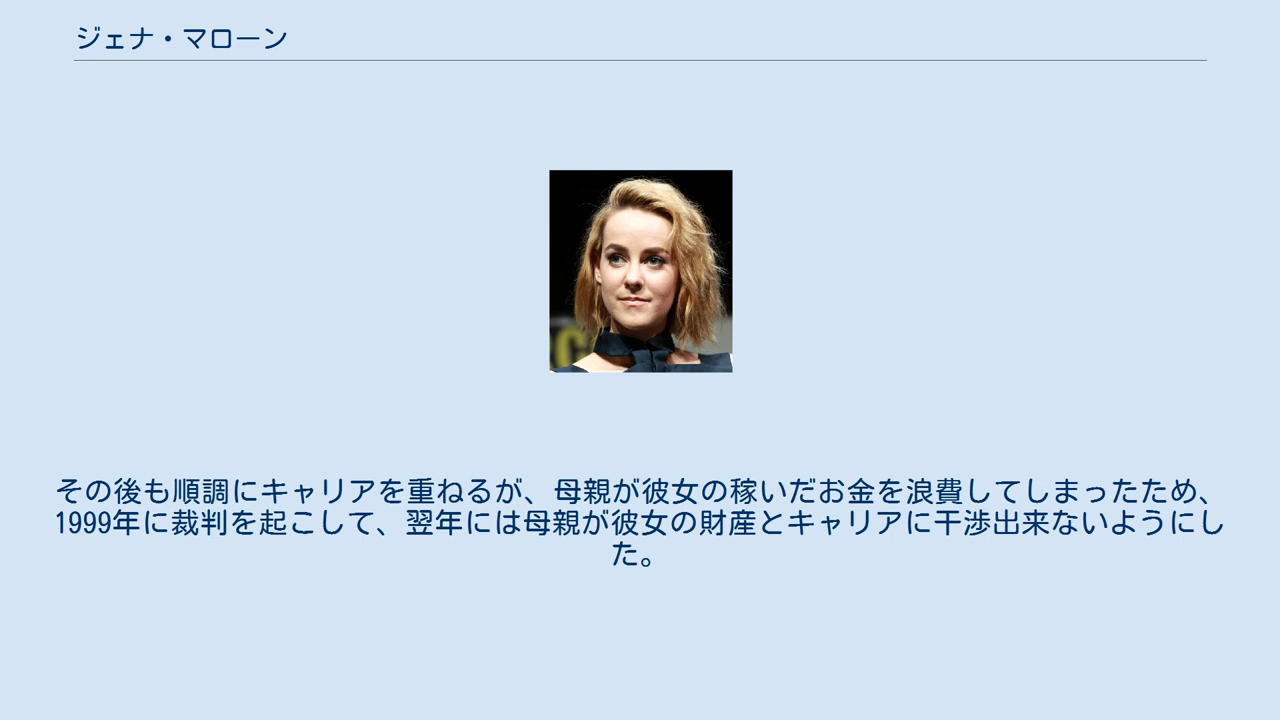 ジェナ・マローン
その後も順調にキャリアを重ねるが、母親が彼女の稼いだお金を浪費してしまったため、
1999年に裁判を起こして、翌年には母親が彼女の財産とキャリアに干渉出来ないようにし
た。